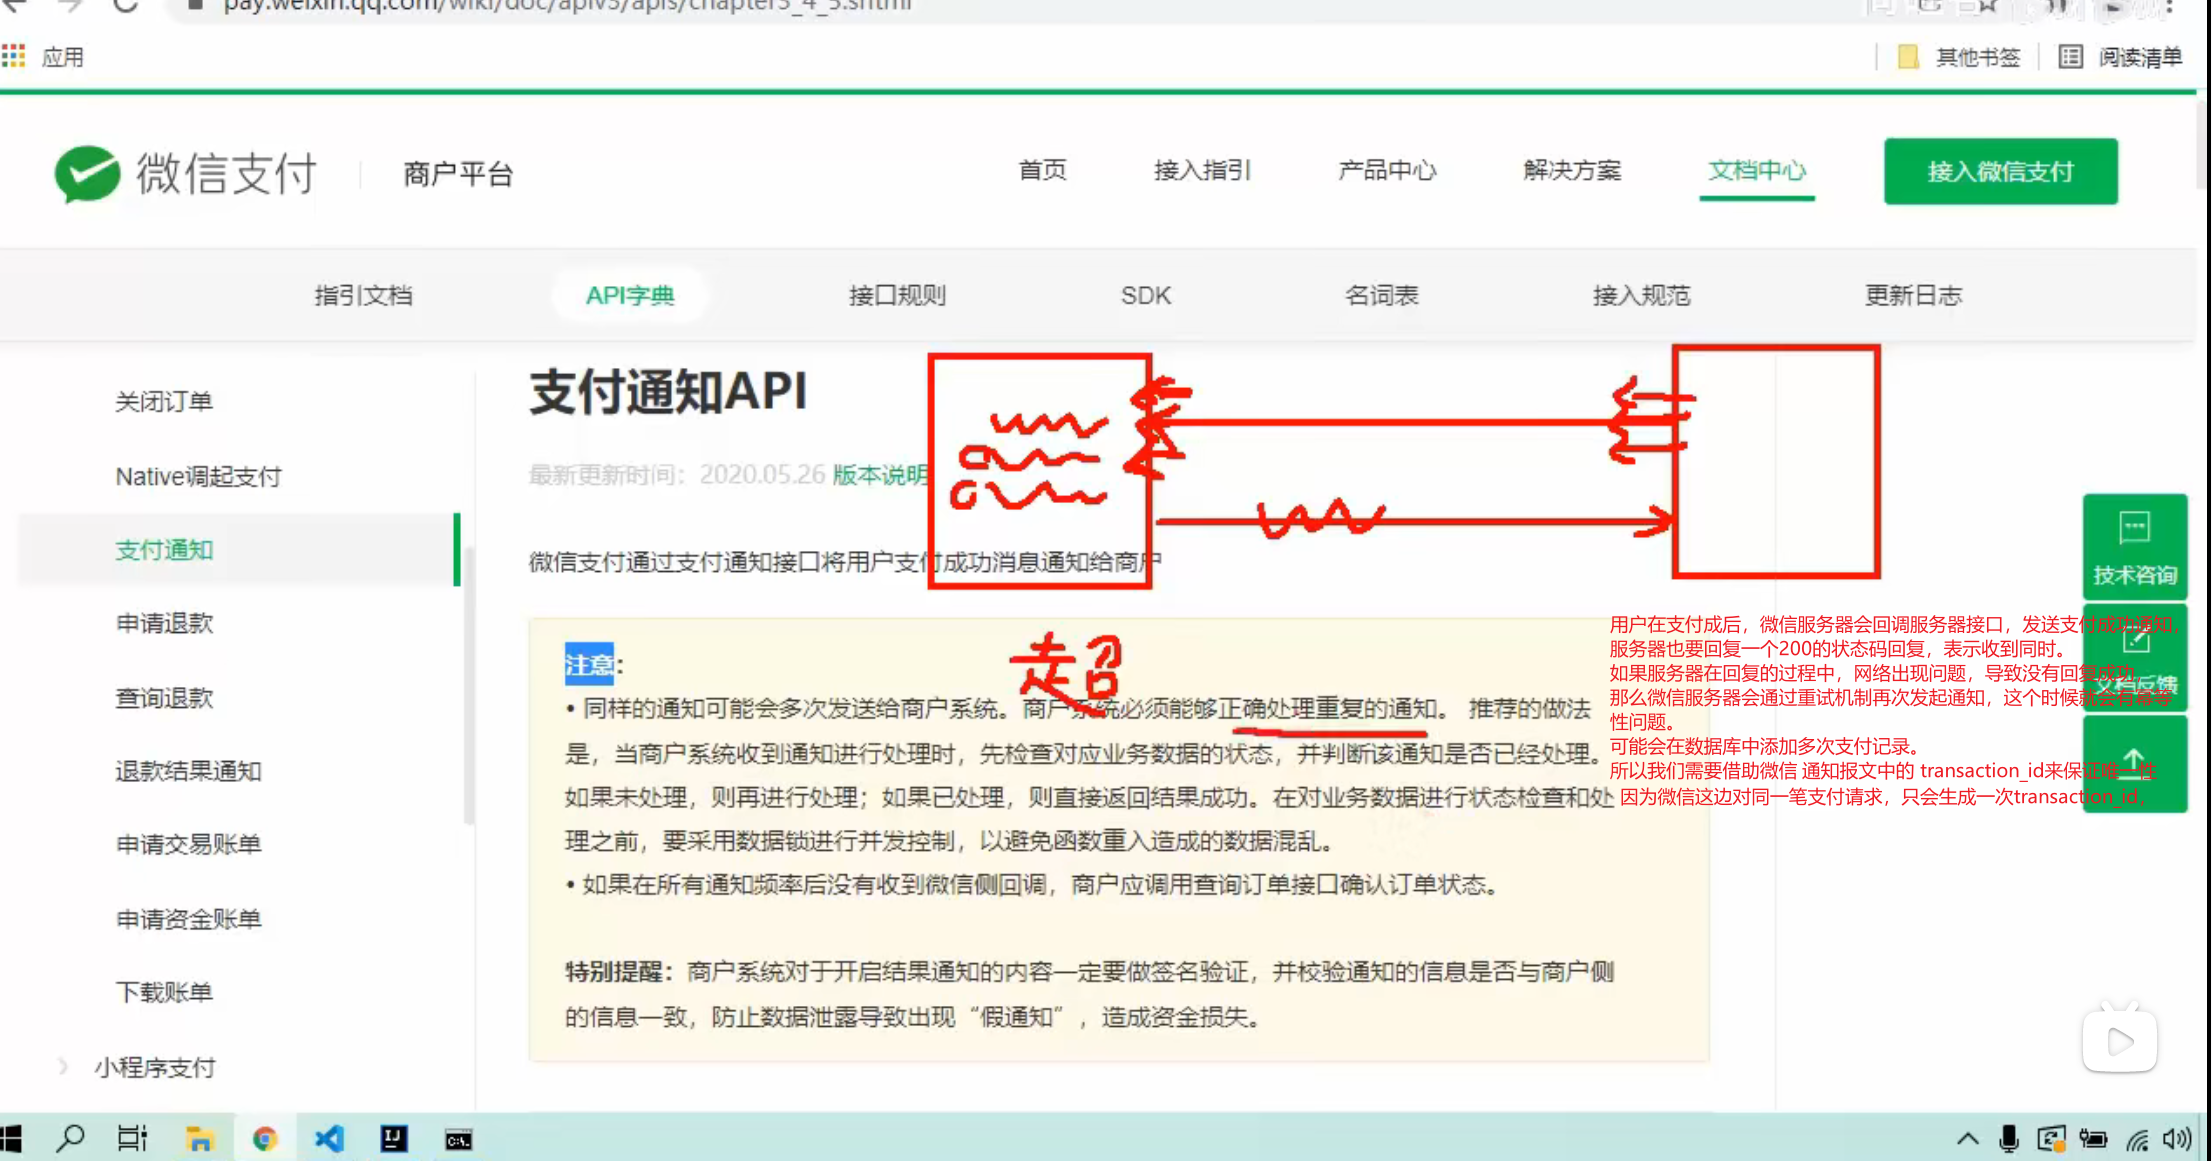 pay.weixin.qq.com/wiki/doc/apiv3/apis/chapter3_4_5.shtml
应用
其他书签
阅读清单
微信支付
商户平台
首页
接入指引
产品中心
解决方案
文档中心
接入微信支付
指引文档
API字典
接口规则
SDK
名词表
接入规范
更新日志
关闭订单
Native调起支付
支付通知
申请退款
查询退款
退款结果通知
申请交易账单
申请资金账单
下载账单
小程序支付
支付通知API
最新更新时间：2020.05.26 版本说明
微信支付通过支付通知接口将用户支付成功消息通知给商户
注意:
• 同样的通知可能会多次发送给商户系统。商户系统必须能够正确处理重复的通知。 推荐的做法
是，当商户系统收到通知进行处理时，先检查对应业务数据的状态，并判断该通知是否已经处理。
如果未处理，则再进行处理；如果已处理，则直接返回结果成功。在对业务数据进行状态检查和处
理之前，要采用数据锁进行并发控制，以避免函数重入造成的数据混乱。
• 如果在所有通知频率后没有收到微信侧回调，商户应调用查询订单接口确认订单状态。
特别提醒：商户系统对于开启结果通知的内容一定要做签名验证，并校验通知的信息是否与商户侧
的信息一致，防止数据泄露导致出现“假通知”，造成资金损失。
用户在支付成后，微信服务器会回调服务器接口，发送支付成功通知，
服务器也要回复一个200的状态码回复，表示收到同时。
如果服务器在回复的过程中，网络出现问题，导致没有回复成功，
那么微信服务器会通过重试机制再次发起通知，这个时候就会有幂等
性问题。
可能会在数据库中添加多次支付记录。
所以我们需要借助微信 通知报文中的 transaction_id来保证唯一性
因为微信这边对同一笔支付请求，只会生成一次transaction_id，
技术咨询
文档反馈